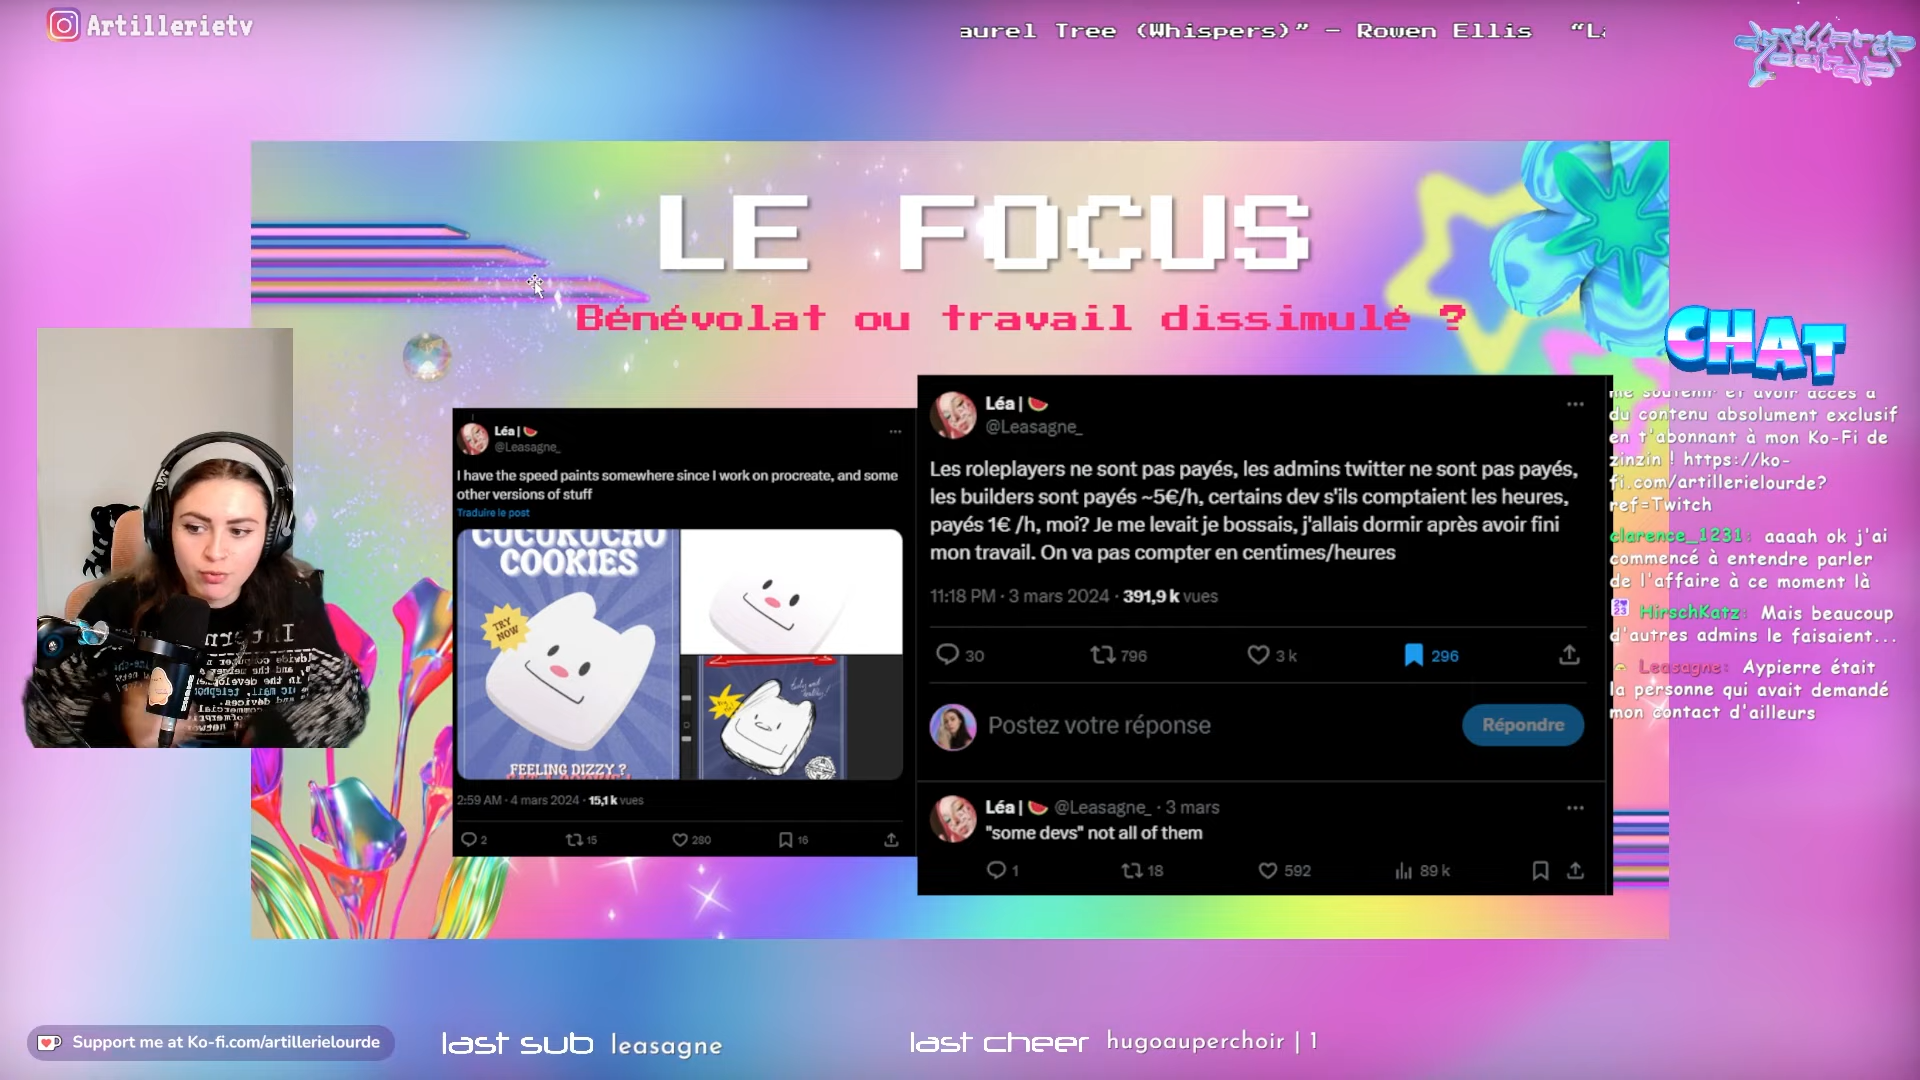 Artillerietv
aurel Tree (Whispers)” – Rowen Ellis “La
LE FOCUS
Bénévolat ou travail dissimulé ?
Léa |
@Leasagne_
I have the speed paints somewhere since I work on procreate, and some
other versions of stuff
Traduire le post
CUCURUCHO
COOKIES
TRY
NOW
FEELING DIZZY ?
2:59 AM · 4 mars 2024 · 15,1 k vues
2
15
280
16
Léa |
@Leasagne_
Les roleplayers ne sont pas payés, les admins twitter ne sont pas payés,
les builders sont payés ~5€/h, certains dev s'ils comptaient les heures,
payés 1€ /h, moi? Je me levait je bossais, j'allais dormir après avoir fini
mon travail. On va pas compter en centimes/heures
11:18 PM · 3 mars 2024 · 391,9 k vues
30
796
3 k
296
Postez votre réponse
Répondre
Léa | @Leasagne_ · 3 mars
"some devs" not all of them
1
18
592
89 k
CHAT
me soutenir et avoir accès à
du contenu absolument exclusif
en t'abonnant à mon Ko-Fi de
zinzin ! https://ko-
fi.com/artillerielourde?
ref=Twitch
clarence_1231: aaaah ok j'ai
commencé à entendre parler
de l'affaire à ce moment là
HirschKatz: Mais beaucoup
d'autres admins le faisaient...
Leasagne: Aypierre était
la personne qui avait demandé
mon contact d'ailleurs
Support me at Ko-fi.com/artillerielourde
last sub leasagne
last cheer hugoauperchoir | 1